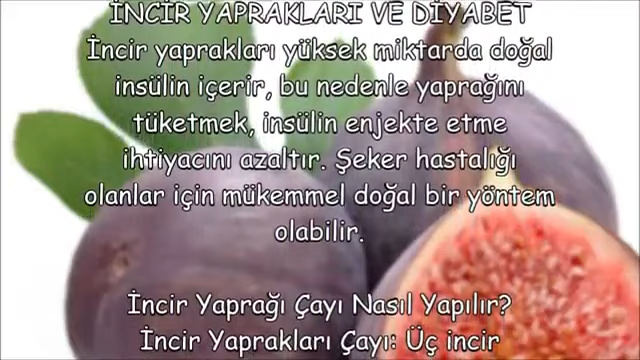 İNCİR YAPRAKLARI VE DİYABET
İncir yaprakları yüksek miktarda doğal
insülin içerir, bu nedenle yaprağını
tüketmek, insülin enjekte etme
ihtiyacını azaltır. Şeker hastalığı
olanlar için mükemmel doğal bir yöntem
olabilir.
İncir Yaprağı Çayı Nasıl Yapılır?
İncir Yaprakları Çayı: Üç incir